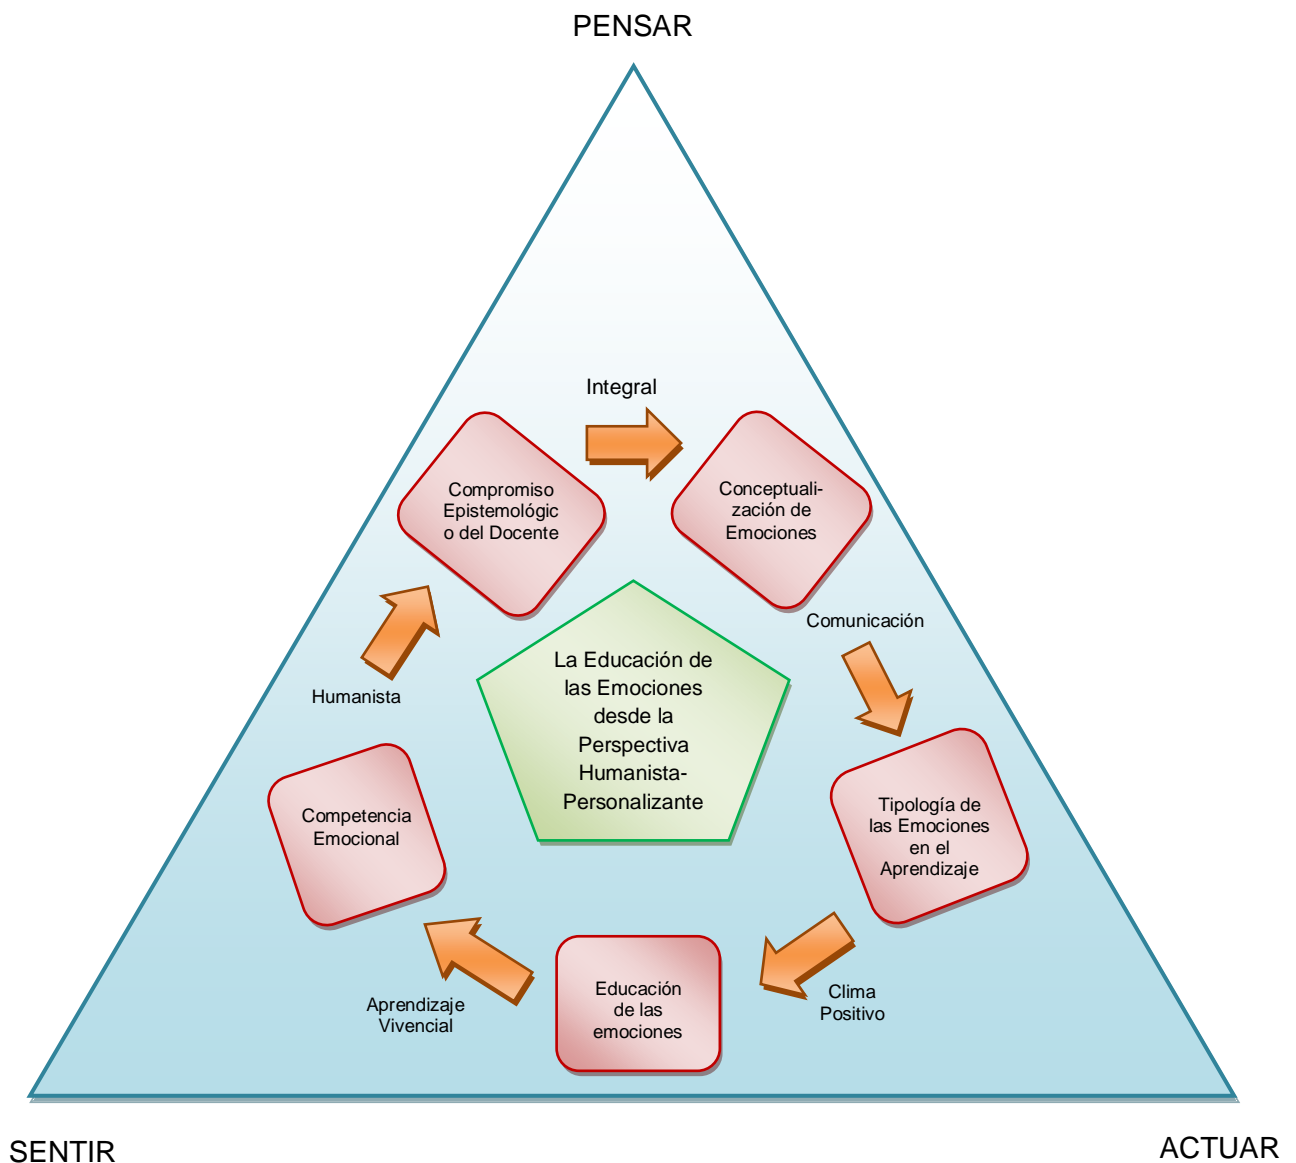 PENSAR
Integral
Compromiso
Epistemológic
o del Docente
Conceptuali-
zación de
Emociones
Comunicación
La Educación de
las Emociones
desde la
Perspectiva
Humanista-
Personalizante
Humanista
Competencia
Emocional
Tipología de
las Emociones
en el
Aprendizaje
Educación
de las
emociones
Aprendizaje
Vivencial
Clima
Positivo
SENTIR
ACTUAR